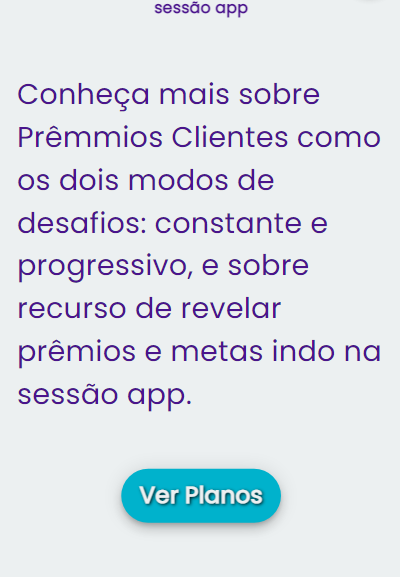 sessão app
Conheça mais sobre
Prêmmios Clientes como
os dois modos de
desafios: constante e
progressivo, e sobre
recurso de revelar
prêmios e metas indo na
sessão app.
Ver Planos